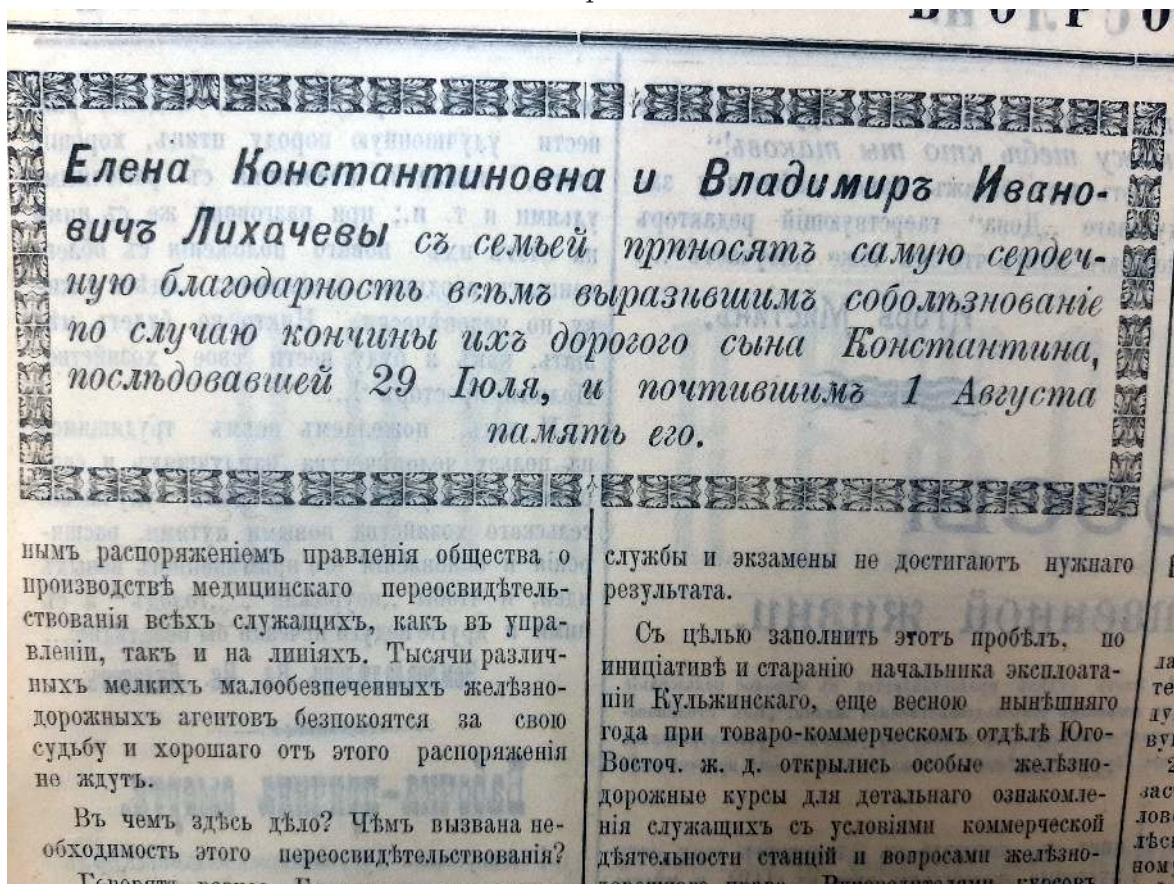 Елена Константиновна и Владимиръ Ивано-
вичъ Лихачевы съ семьей приносятъ самую сердеч-
ную благодарность всѣмъ выразившимъ соболѣзнованіе
по случаю кончины ихъ дорогого сына Константина,
послѣдовавшей 29 Іюля, и почтившимъ 1 Августа
память его.
нымъ распоряженіемъ правленія общества о
производствѣ медицинскаго переосвидѣтель-
ствованія всѣхъ служащихъ, какъ въ упра-
вленіи, такъ и на линіяхъ. Тысячи различ-
ныхъ мелкихъ малообезпеченныхъ желѣзно-
дорожныхъ агентовъ безпокоятся за свою
судьбу и хорошаго отъ этого распоряженія
не ждутъ.
Въ чемъ здѣсь дѣло? Чѣмъ вызвана не-
обходимость этого переосвидѣтельствованія?
службы и экзамены не достигаютъ нужнаго
результата.
Съ цѣлью заполнить этотъ пробѣлъ, по
иниціативѣ и старанію начальника эксплоата-
ціи Кульжинскаго, еще весною нынѣшняго
года при товаро-коммерческомъ отдѣлѣ Юго-
Восточ. ж. д. открылись особые желѣзно-
дорожные курсы для детальнаго ознакомле-
нія служащихъ съ условіями коммерческой
дѣятельности станцій и вопросами желѣзно-